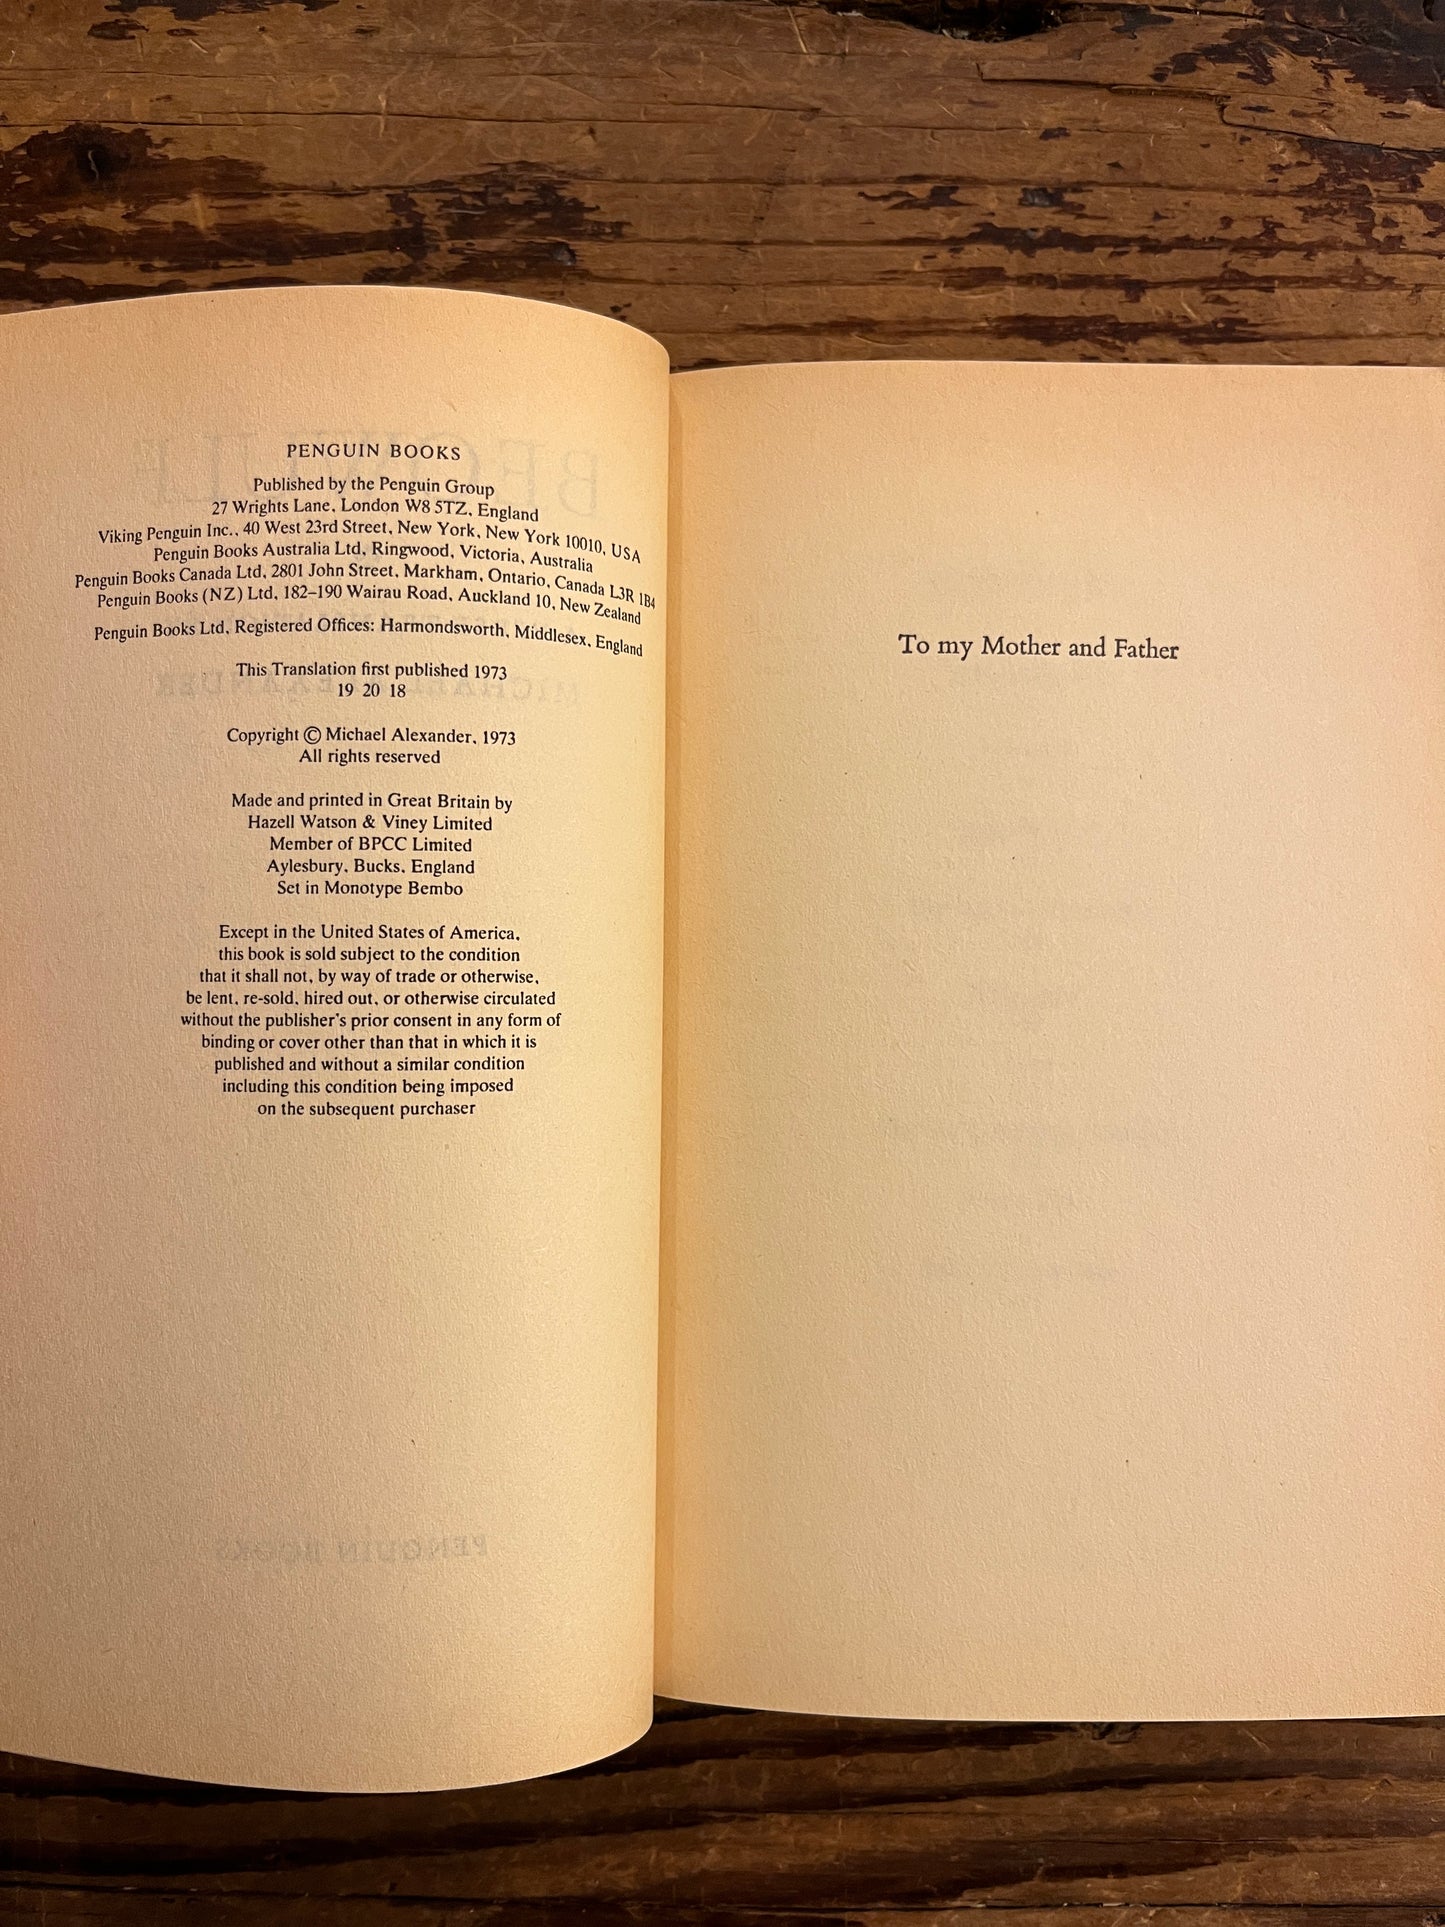 PENGUIN BOOKS
Published by the Penguin Group
27 Wrights Lane, London W8 5TZ, England
Viking Penguin Inc., 40 West 23rd Street, New York, New York 10010, USA
Penguin Books Australia Ltd, Ringwood, Victoria, Australia
Penguin Books Canada Ltd, 2801 John Street, Markham, Ontario, Canada L3R 1B4
Penguin Books (NZ) Ltd, 182–190 Wairau Road, Auckland 10, New Zealand
Penguin Books Ltd, Registered Offices: Harmondsworth, Middlesex, England
This Translation first published 1973
19 20 18
Copyright © Michael Alexander, 1973
All rights reserved
Made and printed in Great Britain by
Hazell Watson & Viney Limited
Member of BPCC Limited
Aylesbury, Bucks, England
Set in Monotype Bembo
Except in the United States of America,
this book is sold subject to the condition
that it shall not, by way of trade or otherwise,
be lent, re-sold, hired out, or otherwise circulated
without the publisher's prior consent in any form of
binding or cover other than that in which it is
published and without a similar condition
including this condition being imposed
on the subsequent purchaser
PENGUIN BOOKS
To my Mother and Father